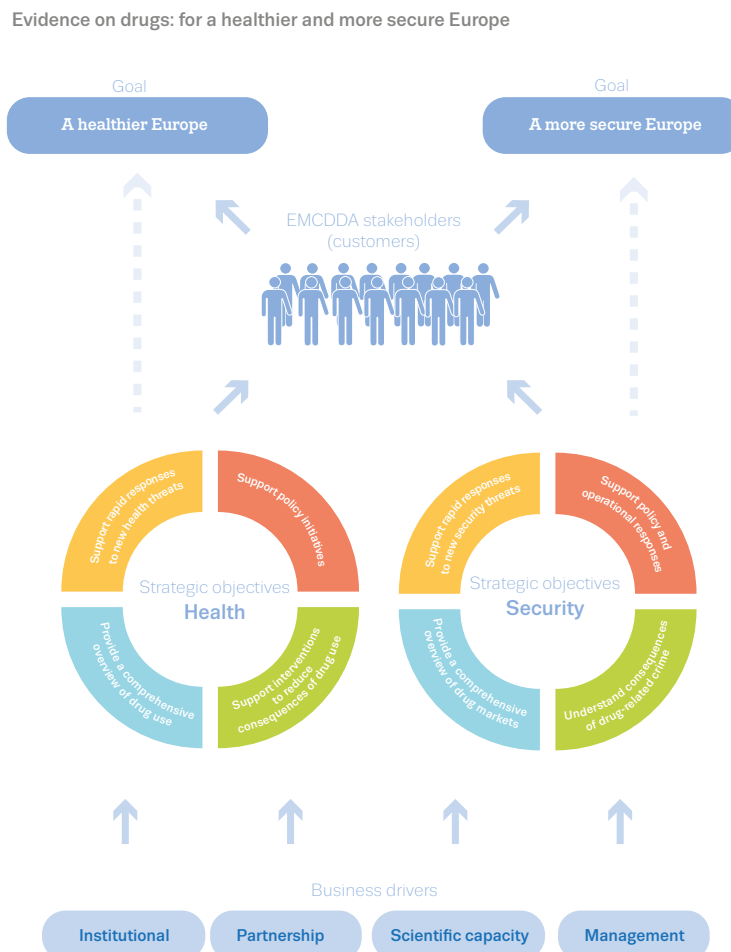 Evidence on drugs: for a healthier and more secure Europe
Goal
A healthier Europe
Goal
A more secure Europe
EMCDDA stakeholders
(customers)
Support rapid responses
to new health threats
Support policy initiatives
Strategic objectives
Health
Provide a comprehensive
overview of drug use
Support interventions
to reduce
consequences of drug use
Support rapid responses
to new security threats
Support policy and
operational responses
Strategic objectives
Security
Provide a comprehensive
overview of drug markets
Understand consequences
of drug-related crime
Business drivers
Institutional
Partnership
Scientific capacity
Management